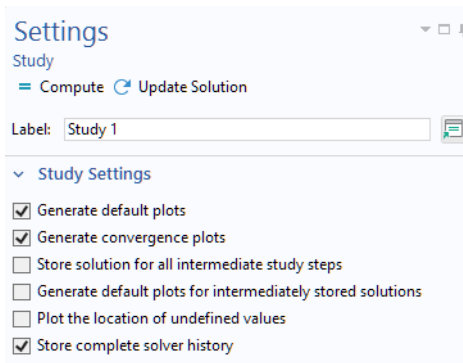 Settings
Study
Compute Update Solution
Label: Study 1
Study Settings
Generate default plots
Generate convergence plots
Store solution for all intermediate study steps
Generate default plots for intermediately stored solutions
Plot the location of undefined values
Store complete solver history